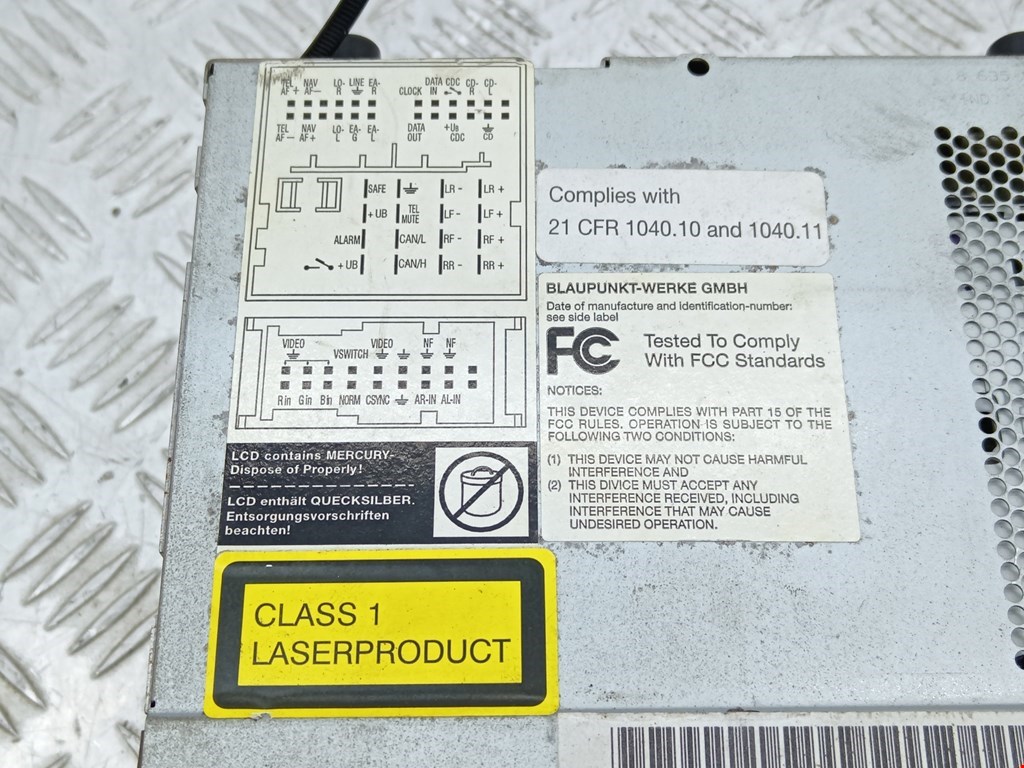 TEL NAV LO- LINE EA-
AF + AF- R R
TEL NAV LO- EA- EA-
AF- AF+ L G L
DATA CDC CD- CD-
CLOCK IN R L
DATA +UB
OUT CDC CD
SAFE LR - LR +
+ UB TEL MUTE LF - LF +
ALARM CAN/L RF - RF +
+ UB CAN/H RR - RR +
VIDEO VSWITCH VIDEO NF NF
R in G in B in NORM CSYNC AR-IN AL-IN
LCD contains MERCURY-
Dispose of Properly!
LCD enthält QUECKSILBER.
Entsorgungsvorschriften
beachten!
CLASS 1
LASERPRODUCT
Complies with
21 CFR 1040.10 and 1040.11
BLAUPUNKT-WERKE GMBH
Date of manufacture and identification-number:
see side label
FC Tested To Comply
With FCC Standards
NOTICES:
THIS DEVICE COMPLIES WITH PART 15 OF THE
FCC RULES. OPERATION IS SUBJECT TO THE
FOLLOWING TWO CONDITIONS:
(1) THIS DEVICE MAY NOT CAUSE HARMFUL
INTERFERENCE AND
(2) THIS DIVICE MUST ACCEPT ANY
INTERFERENCE RECEIVED, INCLUDING
INTERFERENCE THAT MAY CAUSE
UNDESIRED OPERATION.